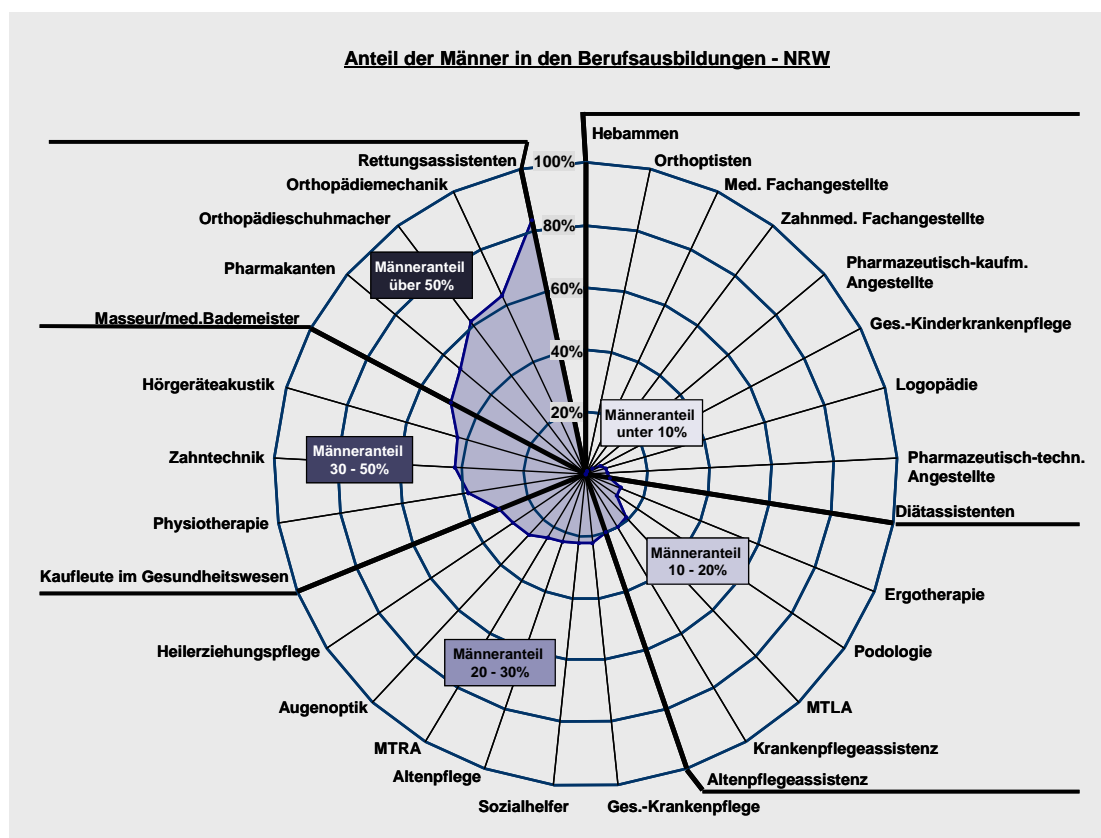 Anteil der Männer in den Berufsausbildungen - NRW
Hebammen
Orthoptisten
Med. Fachangestellte
Zahnmed. Fachangestellte
Pharmazeutisch-kaufm.
Angestellte
Ges.-Kinderkrankenpflege
Logopädie
Pharmazeutisch-techn.
Angestellte
Diätassistenten
Ergotherapie
Podologie
MTLA
Krankenpflegeassistenz
Altenpflegeassistenz
Ges.-Krankenpflege
Sozialhelfer
Altenpflege
MTRA
Augenoptik
Heilerziehungspflege
Kaufleute im Gesundheitswesen
Physiotherapie
Zahntechnik
Hörgeräteakustik
Masseur/med.Bademeister
Pharmakanten
Orthopädieschuhmacher
Orthopädiemechanik
Rettungsassistenten
100%
80%
60%
40%
20%
Männeranteil
über 50%
Männeranteil
unter 10%
Männeranteil
30 - 50%
Männeranteil
10 - 20%
Männeranteil
20 - 30%